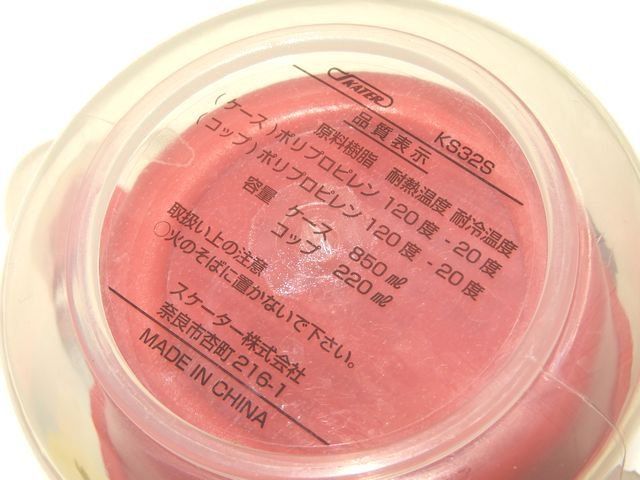 SKATER
品質表示 KS32S
原料樹脂 耐熱温度 耐冷温度
(ケース)ポリプロピレン 120度 -20度
(コップ)ポリプロピレン 120度 -20度
容量 ケース 850㎖
コップ 220㎖
取扱い上の注意
○火のそばに置かないで下さい。
スケーター株式会社
奈良市杏町216-1
MADE IN CHINA